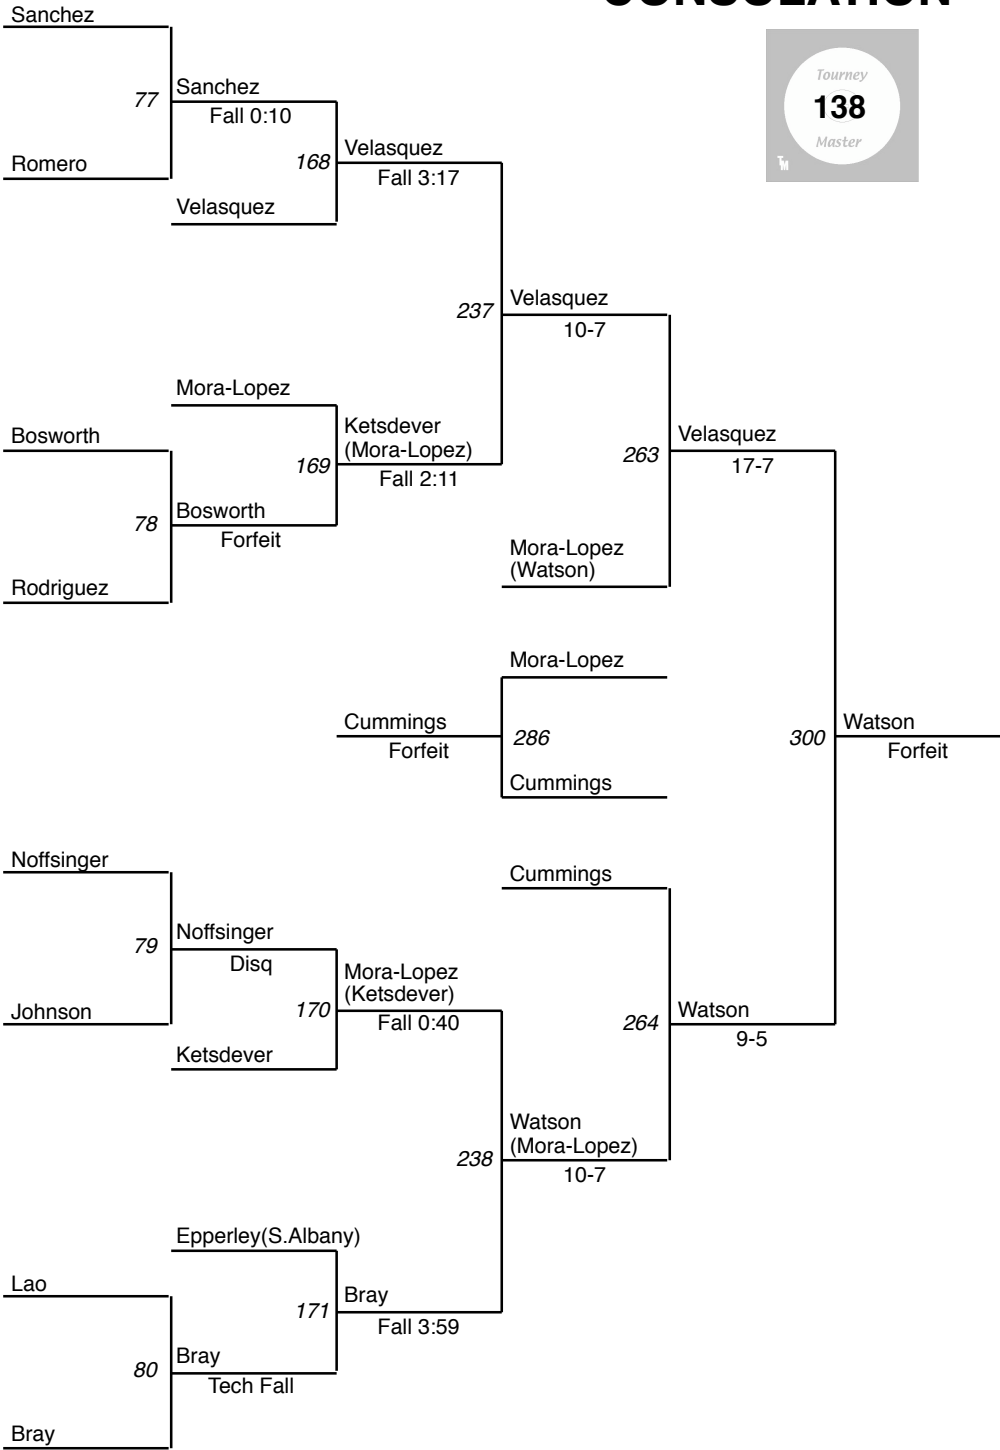 CONSOLATION
Sanchez
Tourney
138
Master
TM
77
Sanchez
Fall 0:10
168
Velasquez
Fall 3:17
Romero
Velasquez
237
Velasquez
10-7
Mora-Lopez
Bosworth
Ketsdever
(Mora-Lopez)
169
Fall 2:11
263
Velasquez
17-7
78
Bosworth
Forfeit
Mora-Lopez
(Watson)
Rodriguez
Mora-Lopez
Cummings
Forfeit
286
300
Watson
Forfeit
Cummings
Noffsinger
Cummings
79
Noffsinger
Disq
Mora-Lopez
(Ketsdever)
170
Fall 0:40
Johnson
264
Watson
9-5
Ketsdever
Watson
(Mora-Lopez)
238
10-7
Epperley(S.Albany)
Lao
171
Bray
Fall 3:59
80
Bray
Tech Fall
Bray